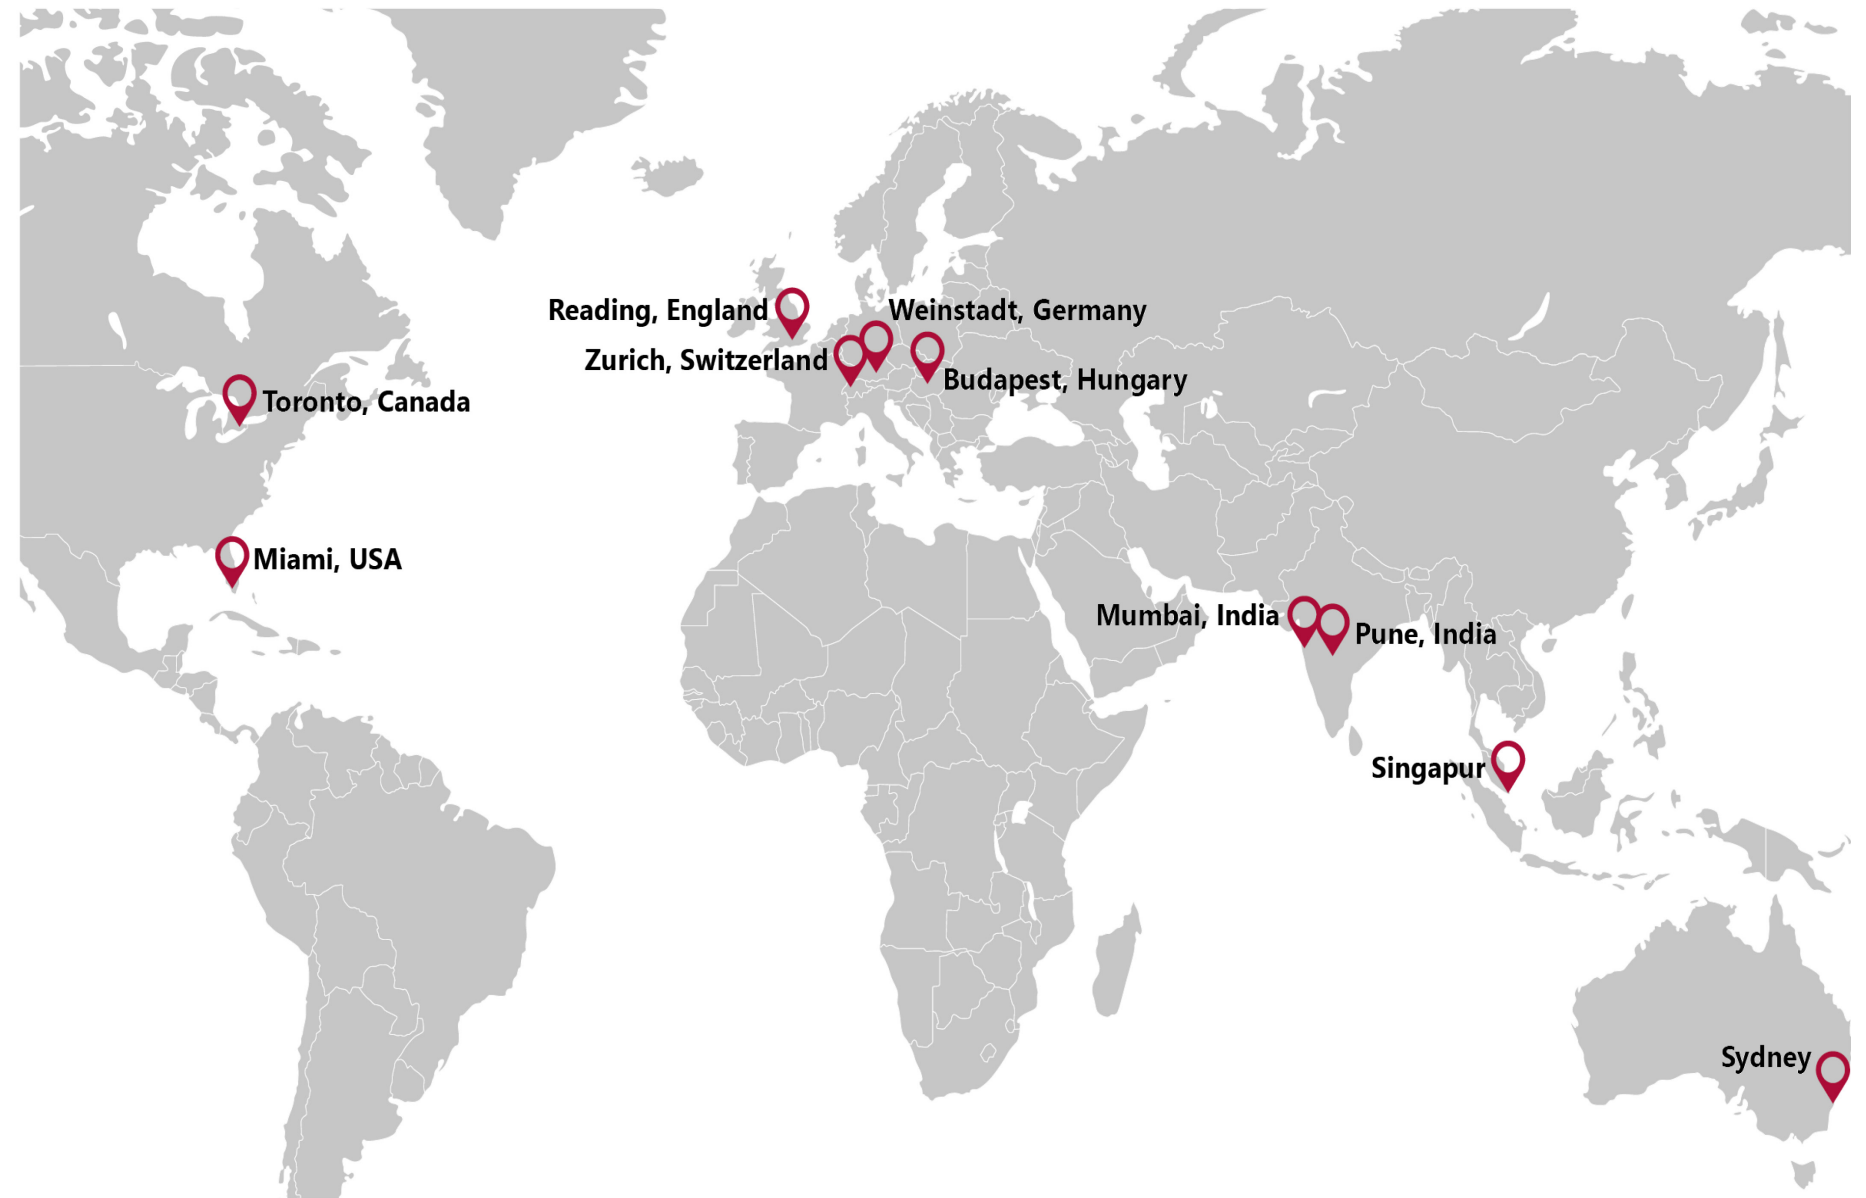 Reading, England
Weinstadt, Germany
Zurich, Switzerland
Budapest, Hungary
Toronto, Canada
Miami, USA
Mumbai, India
Pune, India
Singapur
Sydney